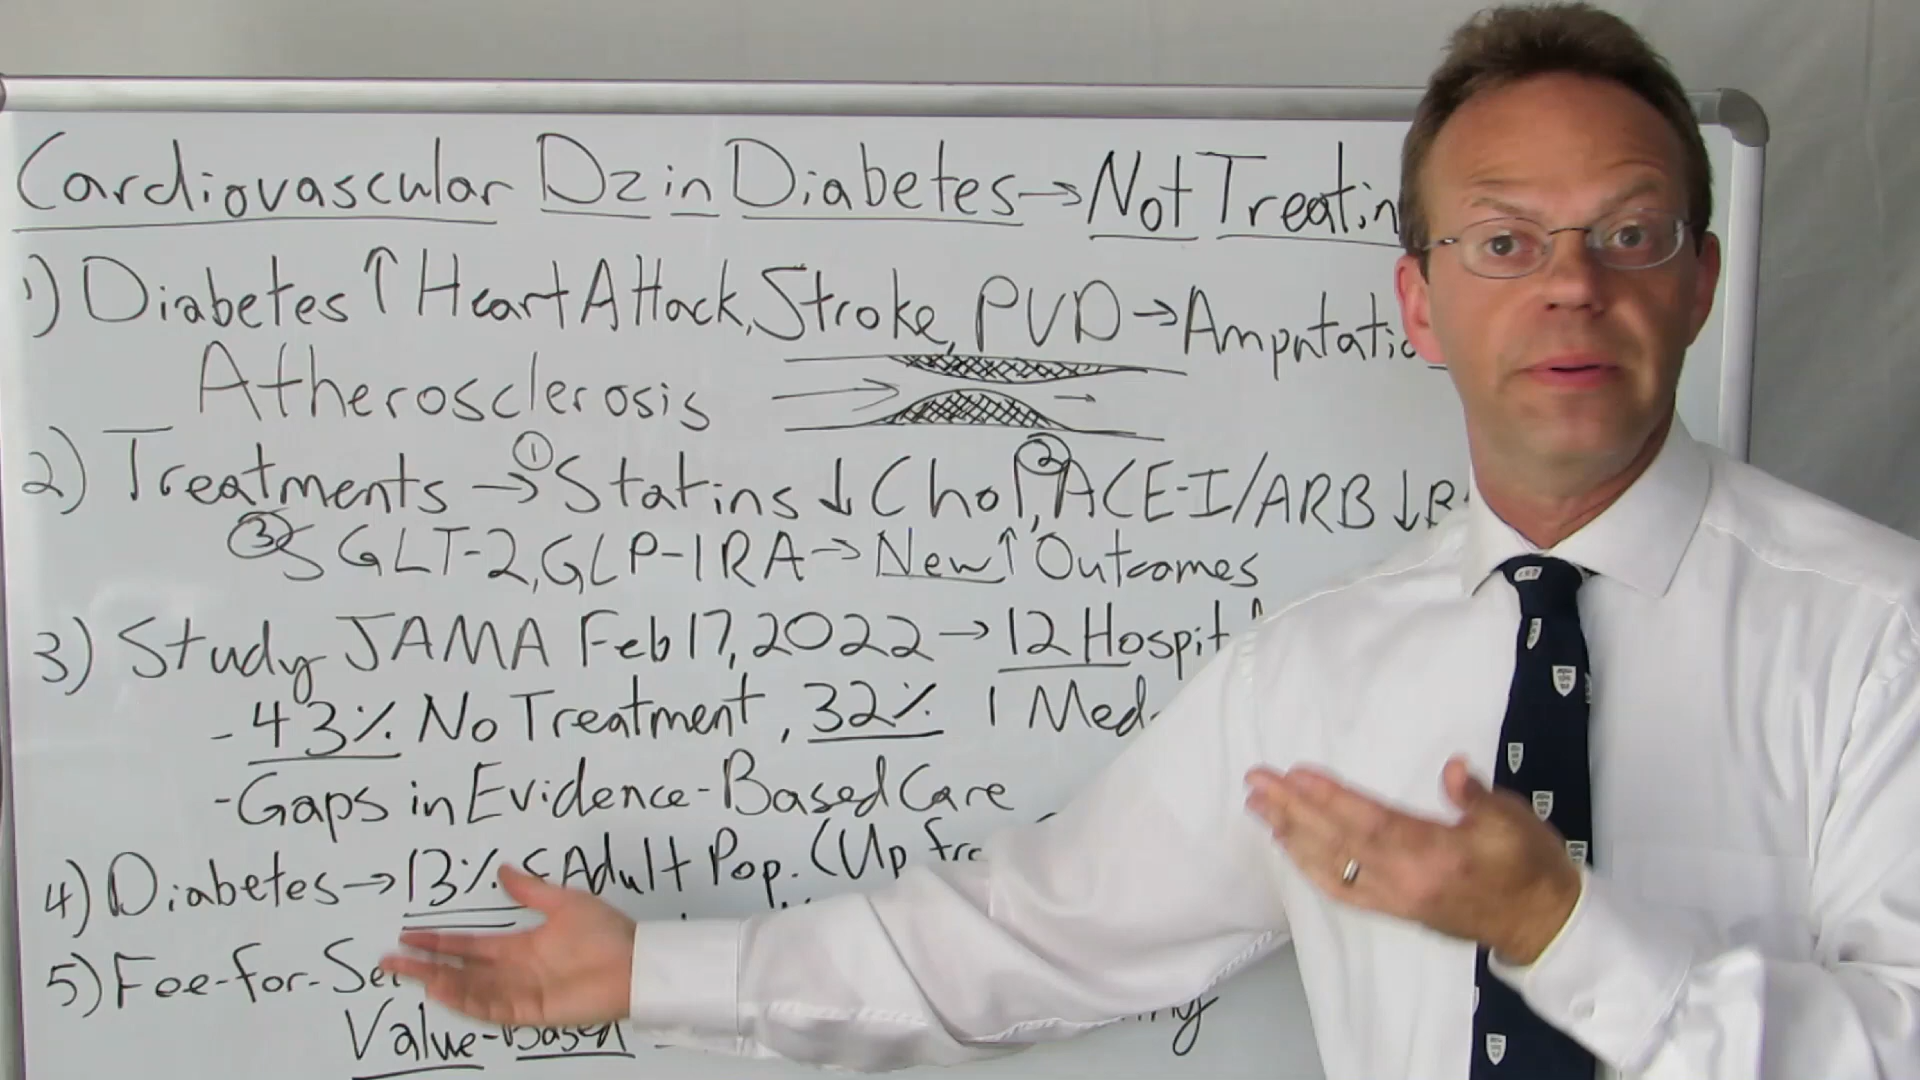 Cardiovascular Dz in Diabetes → Not Treatin
1) Diabetes ↑ Heart Attack, Stroke, PVD → Amputatio
Atherosclerosis
2) Treatments → ① Statins ↓ Chol, ② ACE-I/ARB ↓ B
③ SGLT-2, GLP-1 RA → New ↑ Outcomes
3) Study JAMA Feb 17, 2022 → 12 Hospit
- 43% No Treatment, 32% 1 Med
- Gaps in Evidence-Based Care
4) Diabetes → 13% Adult Pop. (Up fr
5) Fee-for-Se
Value-Based